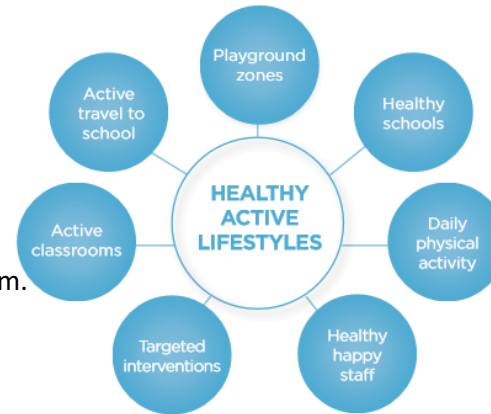 Playground
zones
Active
travel to
school
Healthy
schools
HEALTHY
ACTIVE
LIFESTYLES
Active
classrooms
Daily
physical
activity
m.
Targeted
interventions
Healthy
happy
staff